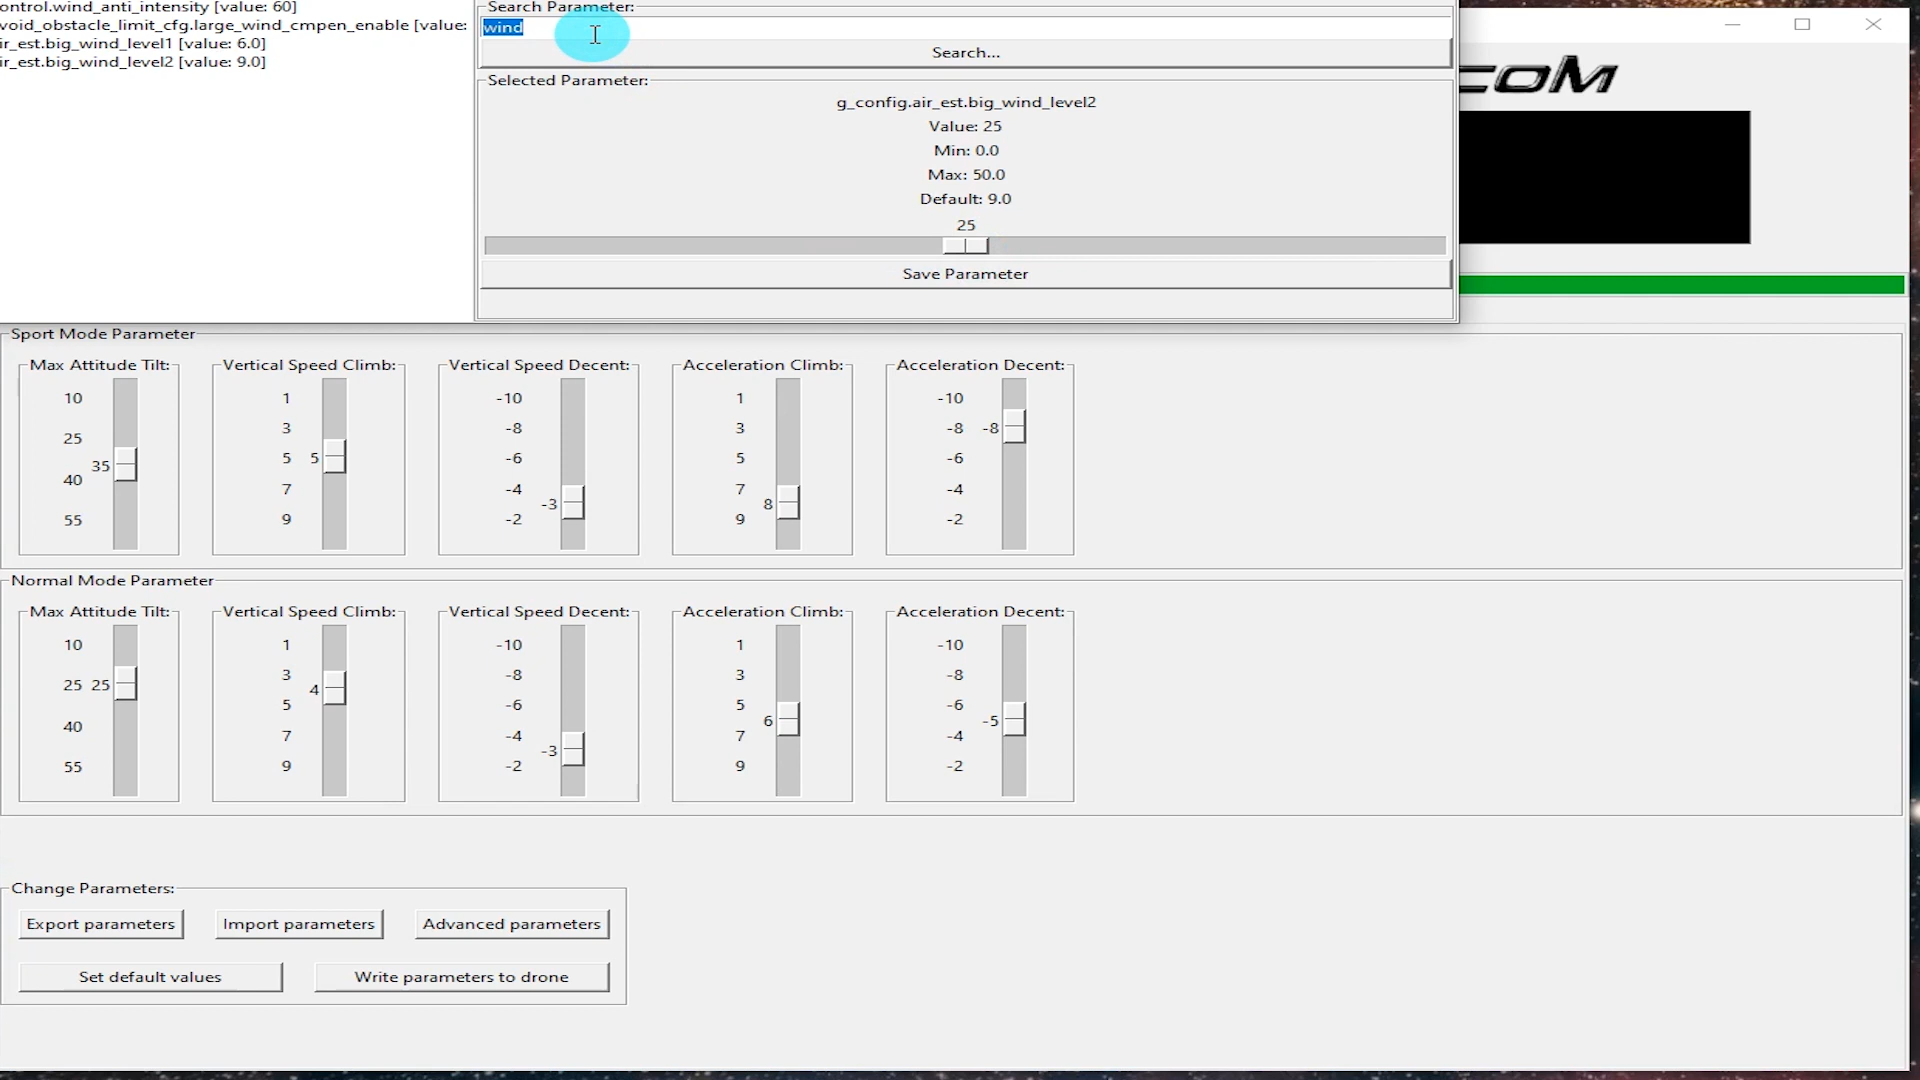 ontrol.wind_anti_intensity [value: 60]
void_obstacle_limit_cfg.large_wind_cmpen_enable [value:
ir_est.big_wind_level1 [value: 6.0]
ir_est.big_wind_level2 [value: 9.0]
Search Parameter:
wind
Search...
Selected Parameter:
g_config.air_est.big_wind_level2
Value: 25
Min: 0.0
Max: 50.0
Default: 9.0
25
Save Parameter
COM
Sport Mode Parameter
Max Attitude Tilt:
10
25
35
40
55
Vertical Speed Climb:
1
3
5 5
7
9
Vertical Speed Decent:
-10
-8
-6
-4
-3
-2
Acceleration Climb:
1
3
5
7
8
9
Acceleration Decent:
-10
-8 -8
-6
-4
-2
Normal Mode Parameter
Max Attitude Tilt:
10
25 25
40
55
Vertical Speed Climb:
1
3
4
5
7
9
Vertical Speed Decent:
-10
-8
-6
-4
-3
-2
Acceleration Climb:
1
3
5
6
7
9
Acceleration Decent:
-10
-8
-6
-5
-4
-2
Change Parameters:
Export parameters
Import parameters
Advanced parameters
Set default values
Write parameters to drone